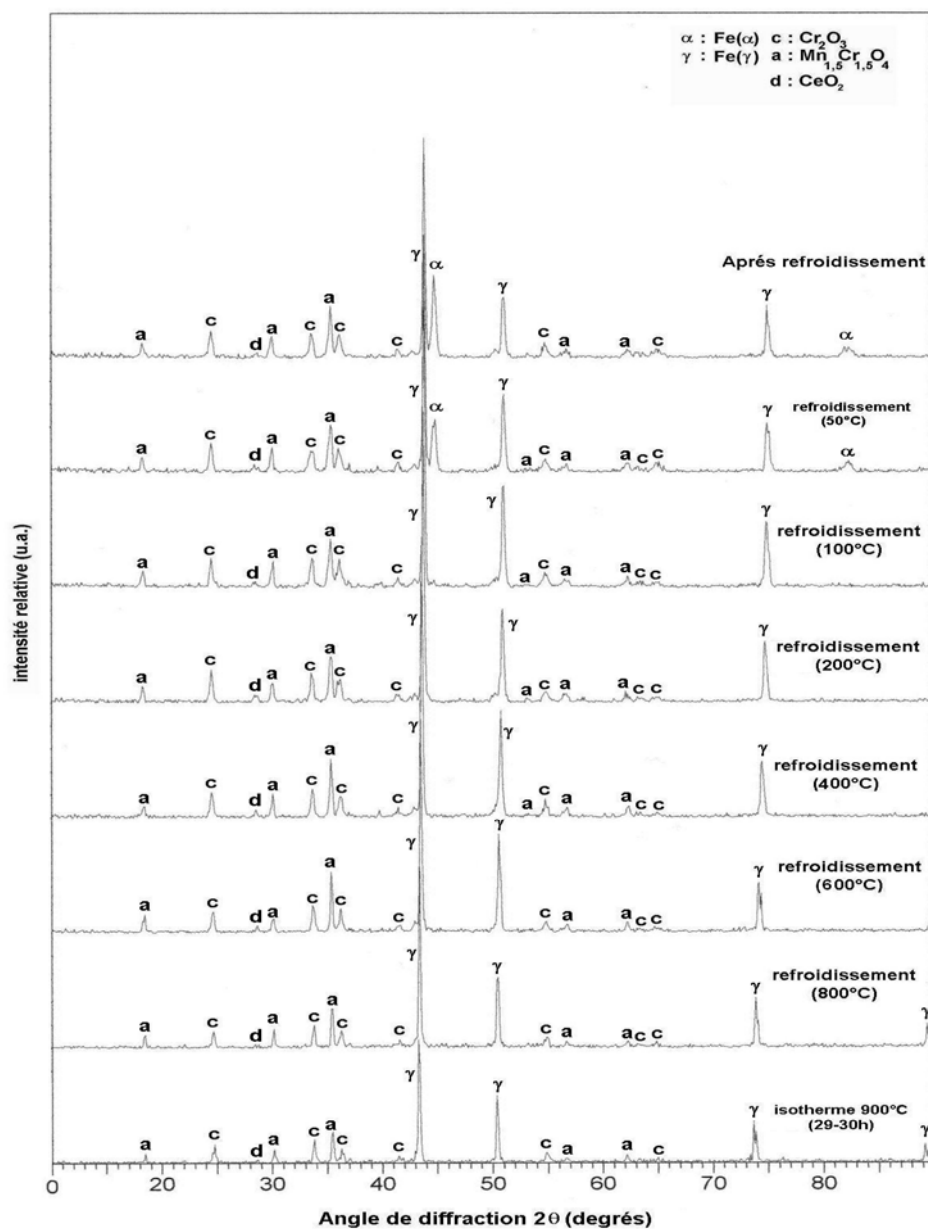 α : Fe(α) c : Cr2O3
γ : Fe(γ) a : Mn1,5Cr1,5O4
d : CeO2
Aprés refroidissement
γ
α
γ
γ
a
c
d
a
c
a
c
c
c
a
a
c
α
refroidissement
(50°C)
γ
α
γ
γ
a
c
d
a
c
a
c
c
a
c
a
a
c
c
α
refroidissement
(100°C)
γ
γ
γ
a
c
d
a
c
a
c
c
a
c
a
a
c
c
refroidissement
(200°C)
γ
γ
γ
a
c
d
a
c
a
c
c
a
c
a
a
c
c
refroidissement
(400°C)
γ
γ
γ
a
c
d
a
c
a
c
c
a
c
a
a
c
c
refroidissement
(600°C)
γ
γ
γ
a
c
d
a
c
a
c
c
c
a
a
c
c
refroidissement
(800°C)
γ
γ
γ
γ
a
c
d
a
c
a
c
c
c
a
a
c
c
isotherme 900°C
(29-30h)
γ
γ
γ
γ
a
c
d
a
c
a
c
c
c
a
a
c
intensité relative (u.a.)
0 10 20 30 40 50 60 70 80
Angle de diffraction 2θ (degrés)